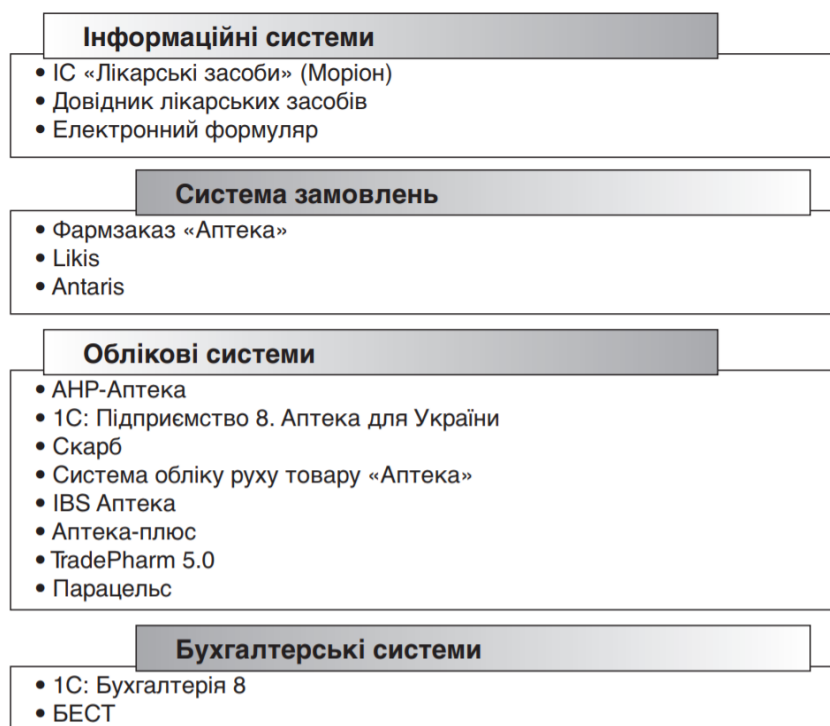 Інформаційні системи
• ІС «Лікарські засоби» (Моріон)
• Довідник лікарських засобів
• Електронний формуляр
Система замовлень
• Фармзаказ «Аптека»
• Likis
• Antaris
Облікові системи
• АНР-Аптека
• 1С: Підприємство 8. Аптека для України
• Скарб
• Система обліку руху товару «Аптека»
• IBS Аптека
• Аптека-плюс
• TradePharm 5.0
• Парацельс
Бухгалтерські системи
• 1С: Бухгалтерія 8
• БЕСТ